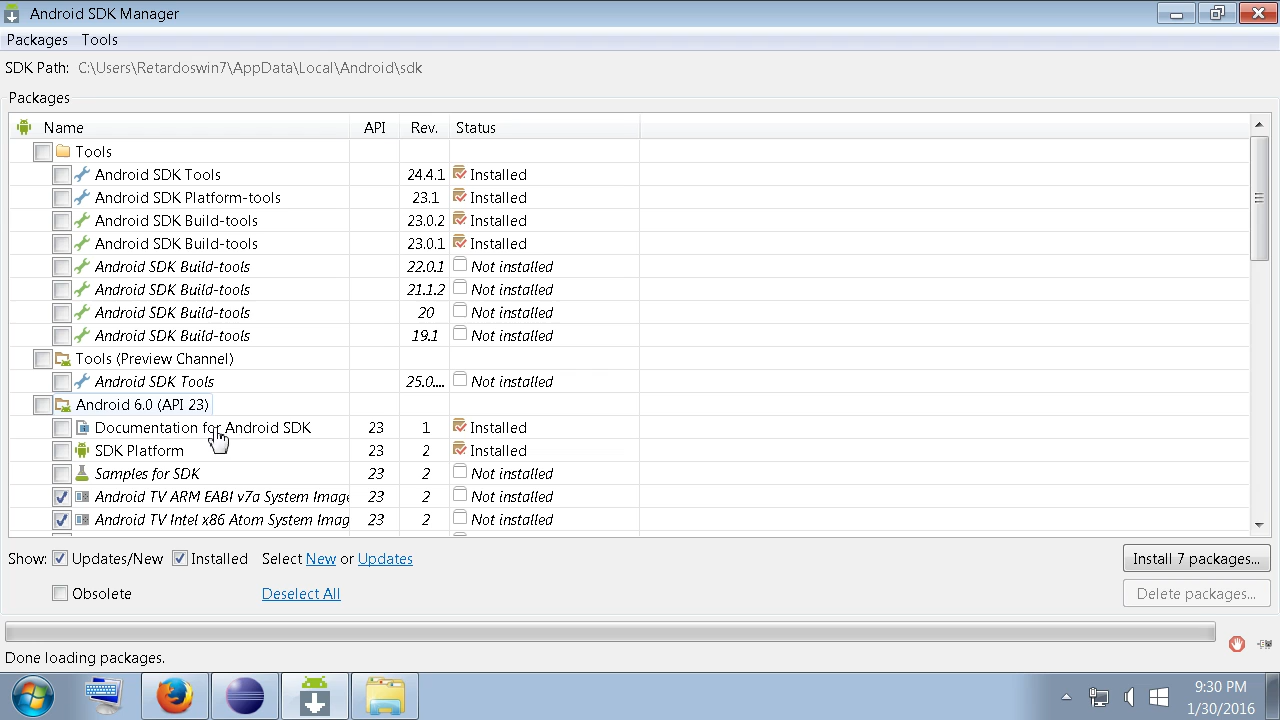 Android SDK Manager
Packages Tools
SDK Path: C:\Users\Retardoswin7\AppData\Local\Android\sdk
Packages
Name API Rev. Status
Tools
Android SDK Tools 24.4.1 Installed
Android SDK Platform-tools 23.1 Installed
Android SDK Build-tools 23.0.2 Installed
Android SDK Build-tools 23.0.1 Installed
Android SDK Build-tools 22.0.1 Not installed
Android SDK Build-tools 21.1.2 Not installed
Android SDK Build-tools 20 Not installed
Android SDK Build-tools 19.1 Not installed
Tools (Preview Channel)
Android SDK Tools 25.0.... Not installed
Android 6.0 (API 23)
Documentation for Android SDK 23 1 Installed
SDK Platform 23 2 Installed
Samples for SDK 23 2 Not installed
Android TV ARM EABI v7a System Image 23 2 Not installed
Android TV Intel x86 Atom System Imag 23 2 Not installed
Show: Updates/New Installed Select New or Updates Install 7 packages...
Obsolete Deselect All Delete packages...
Done loading packages.
9:30 PM
1/30/2016